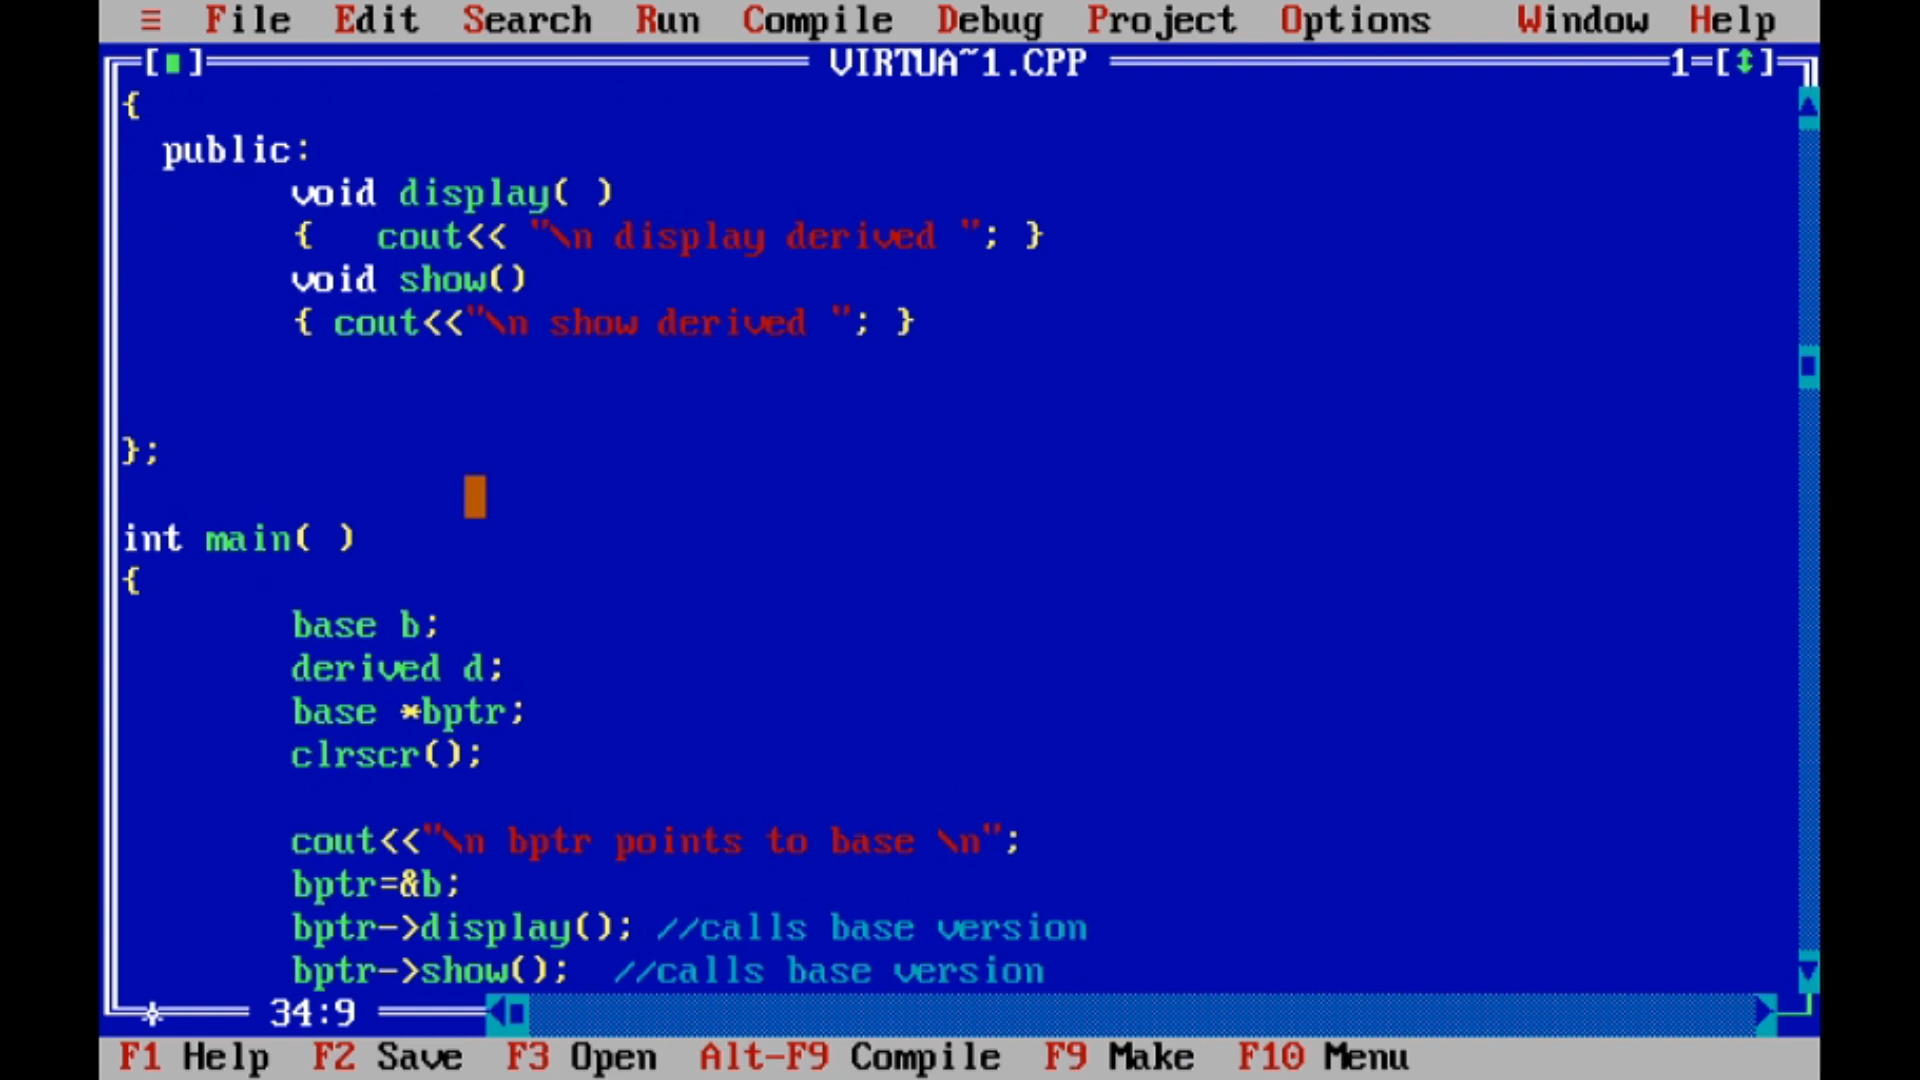 ≡ File Edit Search Run Compile Debug Project Options Window Help
[■] VIRTUA~1.CPP 1=[↕]
{
public:
void display( )
{ cout<< "\n display derived "; }
void show()
{ cout<<"\n show derived "; }
};
int main( )
{
base b;
derived d;
base *bptr;
clrscr();
cout<<"\n bptr points to base \n";
bptr=&b;
bptr->display(); //calls base version
bptr->show(); //calls base version
34:9
F1 Help F2 Save F3 Open Alt-F9 Compile F9 Make F10 Menu